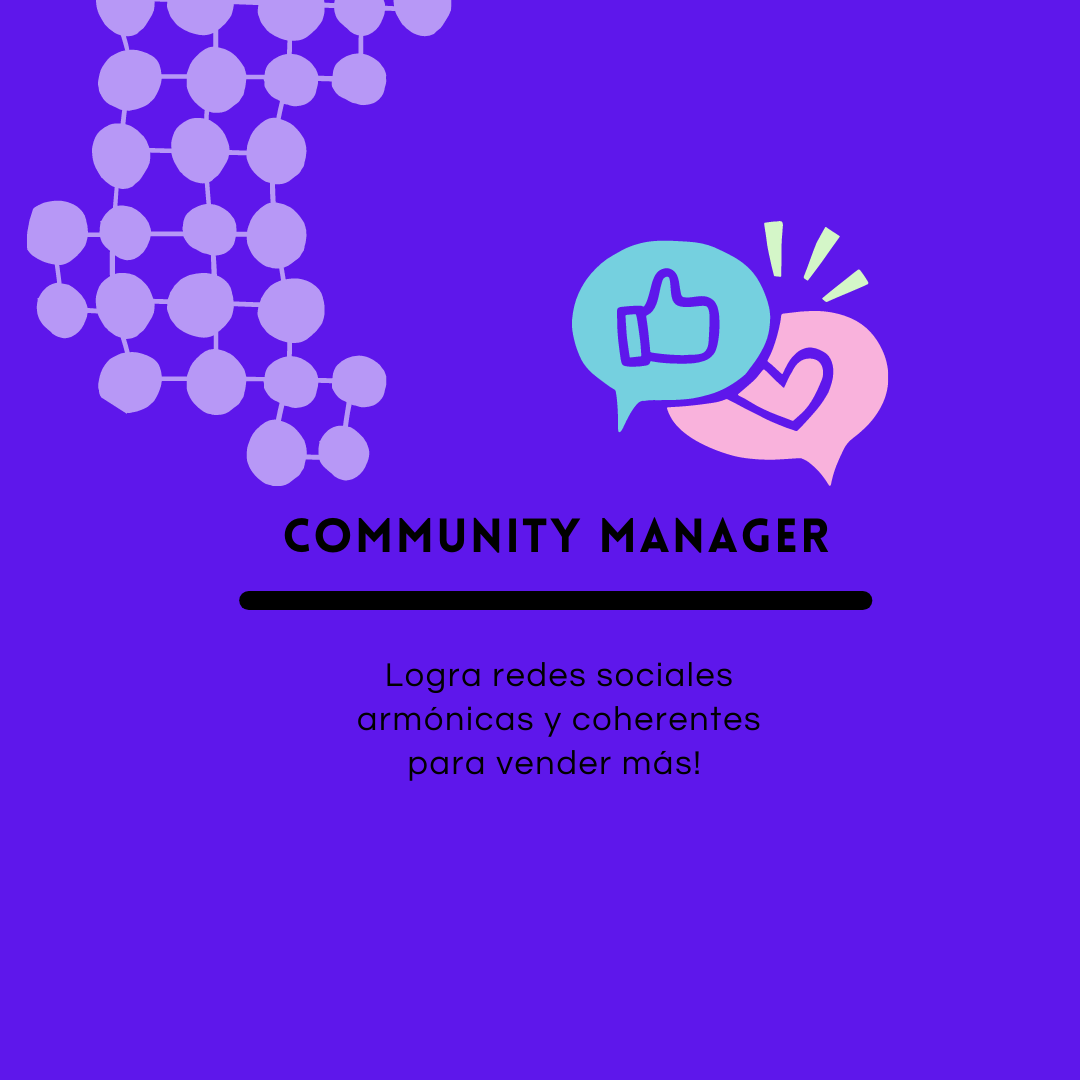 COMMUNITY MANAGER
Logra redes sociales
armónicas y coherentes
para vender más!